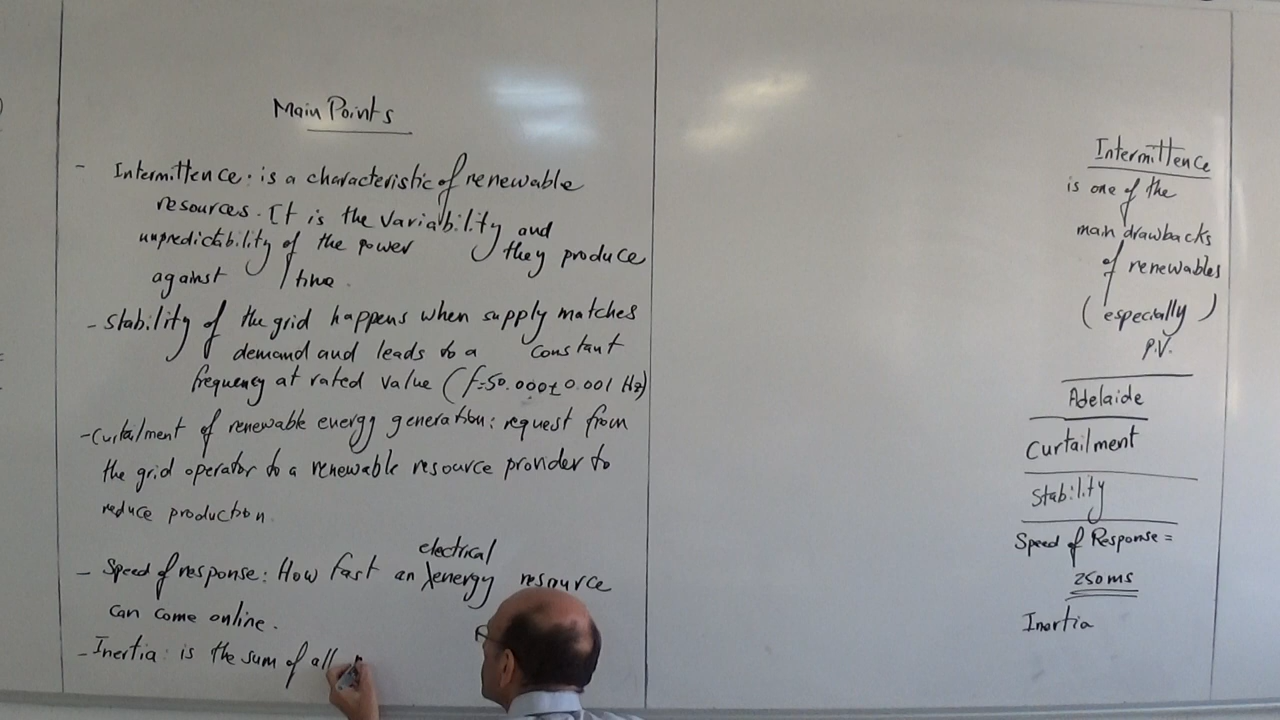 Main Points
- Intermittence: is a characteristic of renewable
resources. It is the variability and
unpredictability of the power they produce
against time.
- Stability of the grid happens when supply matches
demand and leads to a constant
frequency at rated value (f=50.000± 0.001 Hz)
- Curtailment of renewable energy generation: request from
the grid operator to a renewable resource provider to
reduce production.
electrical
- Speed of response: How fast an energy resource
can come online.
- Inertia: is the sum of all
Intermittence
is one of the
main drawbacks
of renewables
(especially)
P.V.
Adelaide
Curtailment
Stability
Speed of Response =
250ms
Inertia